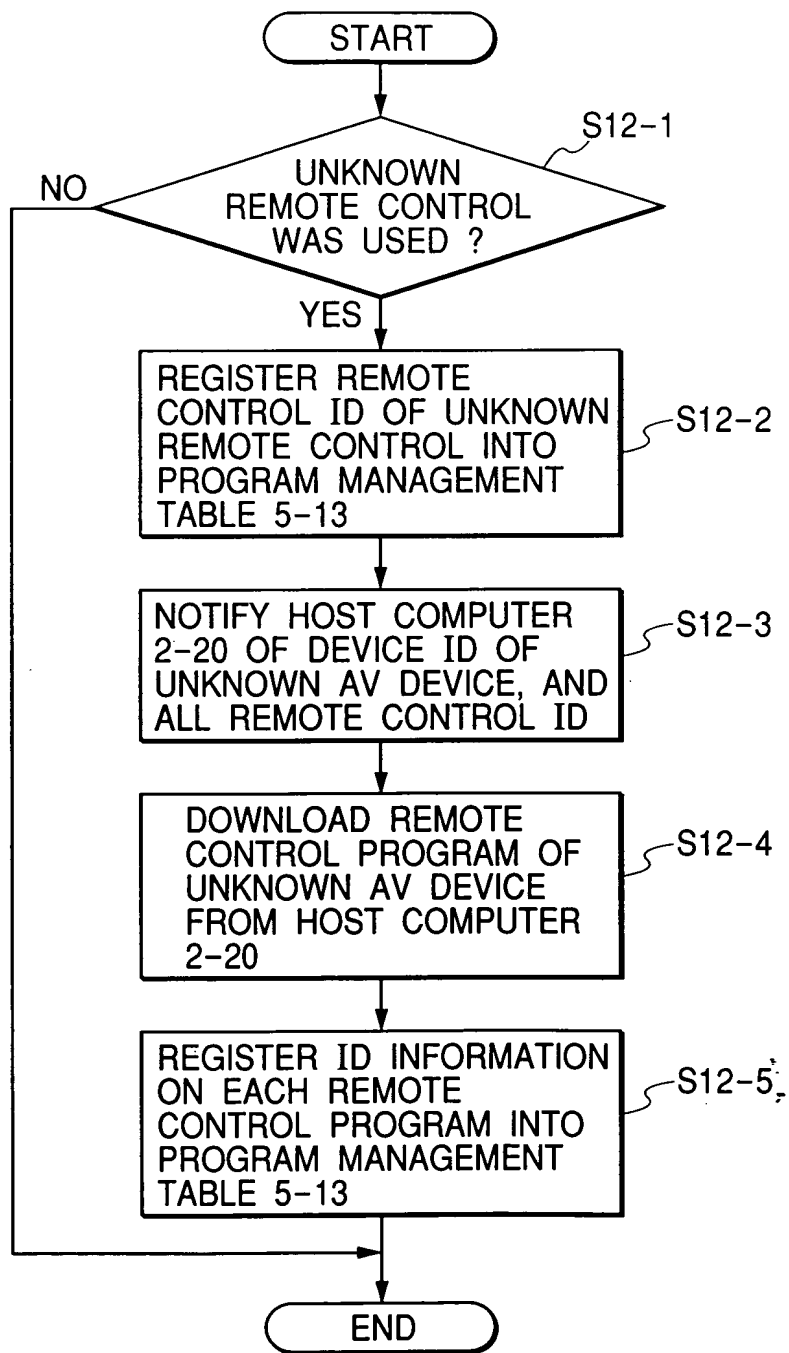 START
S12-1
UNKNOWN
REMOTE CONTROL
WAS USED ?
NO
YES
REGISTER REMOTE
CONTROL ID OF UNKNOWN
REMOTE CONTROL INTO
PROGRAM MANAGEMENT
TABLE 5-13
S12-2
NOTIFY HOST COMPUTER
2-20 OF DEVICE ID OF
UNKNOWN AV DEVICE, AND
ALL REMOTE CONTROL ID
S12-3
DOWNLOAD REMOTE
CONTROL PROGRAM OF
UNKNOWN AV DEVICE
FROM HOST COMPUTER
2-20
S12-4
REGISTER ID INFORMATION
ON EACH REMOTE
CONTROL PROGRAM INTO
PROGRAM MANAGEMENT
TABLE 5-13
S12-5
END